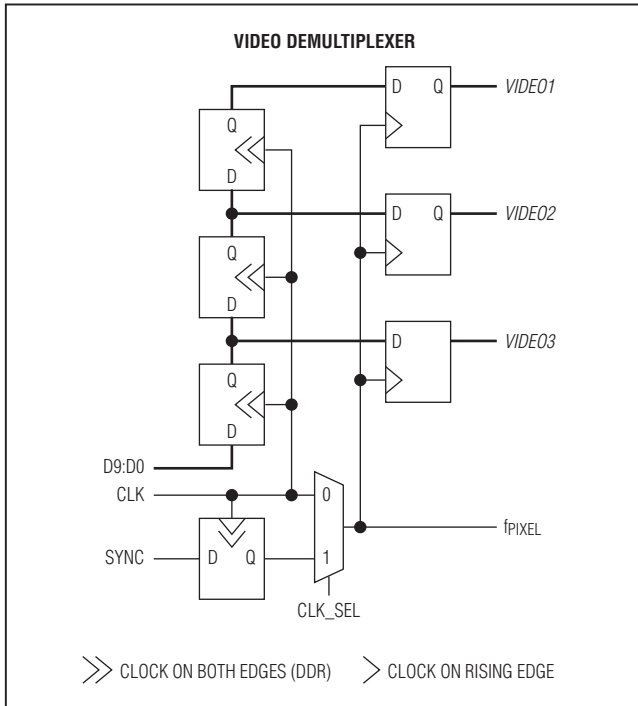 VIDEO DEMULTIPLEXER
D Q VIDEO1
Q
D
D Q VIDEO2
Q
D
D VIDEO3
Q
D
D9:D0
CLK
0
fPIXEL
SYNC
D Q
1
CLK_SEL
CLOCK ON BOTH EDGES (DDR)
CLOCK ON RISING EDGE